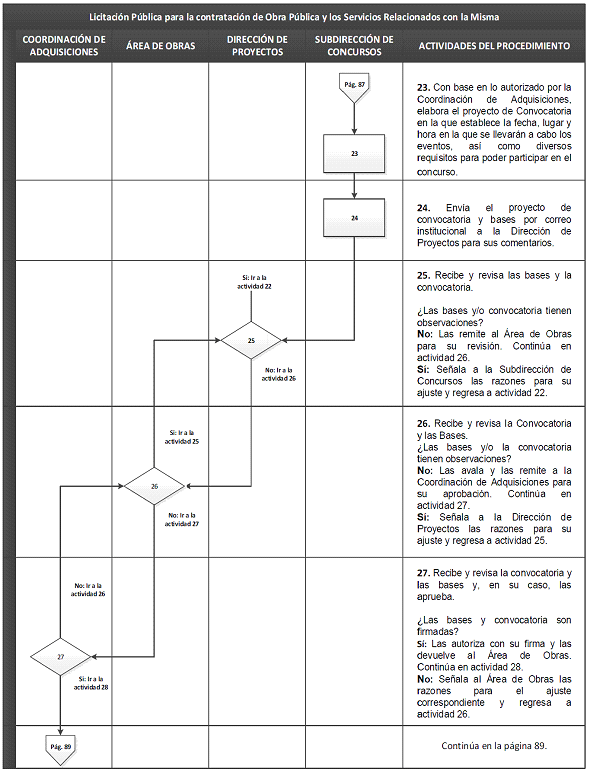 Licitación Pública para la contratación de Obra Pública y los Servicios Relacionados con la Misma
COORDINACIÓN DE
ADQUISICIONES
ÁREA DE OBRAS
DIRECCIÓN DE
PROYECTOS
SUBDIRECCIÓN DE
CONCURSOS
ACTIVIDADES DEL PROCEDIMIENTO
Pág. 87
23
23. Con base en lo autorizado por la
Coordinación de Adquisiciones,
elabora el proyecto de Convocatoria
en la que establece la fecha, lugar y
hora en la que se llevarán a cabo los
eventos, así como diversos
requisitos para poder participar en el
concurso.
24
24. Envía el proyecto de
convocatoria y bases por correo
institucional a la Dirección de
Proyectos para sus comentarios.
Si: Ir a la
actividad 22
25
No: Ir a la
actividad 26
25. Recibe y revisa las bases y la
convocatoria.
¿Las bases y/o convocatoria tienen
observaciones?
No: Las remite al Área de Obras
para su revisión. Continúa en
actividad 26.
Sí: Señala a la Subdirección de
Concursos las razones para su
ajuste y regresa a actividad 22.
Si: Ir a la
actividad 25
26
No: Ir a la
actividad 27
26. Recibe y revisa la Convocatoria
y las Bases.
¿Las bases y/o la convocatoria
tienen observaciones?
No: Las avala y las remite a la
Coordinación de Adquisiciones para
su aprobación. Continúa en
actividad 27.
Sí: Señala a la Dirección de
Proyectos las razones para su
ajuste y regresa a actividad 25.
No: Ir a la
actividad 26
27
Si: Ir a la
actividad 28
27. Recibe y revisa la convocatoria y
las bases y, en su caso, las
aprueba.
¿Las bases y convocatoria son
firmadas?
Sí: Las autoriza con su firma y las
devuelve al Área de Obras.
Continúa en actividad 28.
No: Señala al Área de Obras las
razones para el ajuste
correspondiente y regresa a
actividad 26.
Pág. 89
Continúa en la página 89.